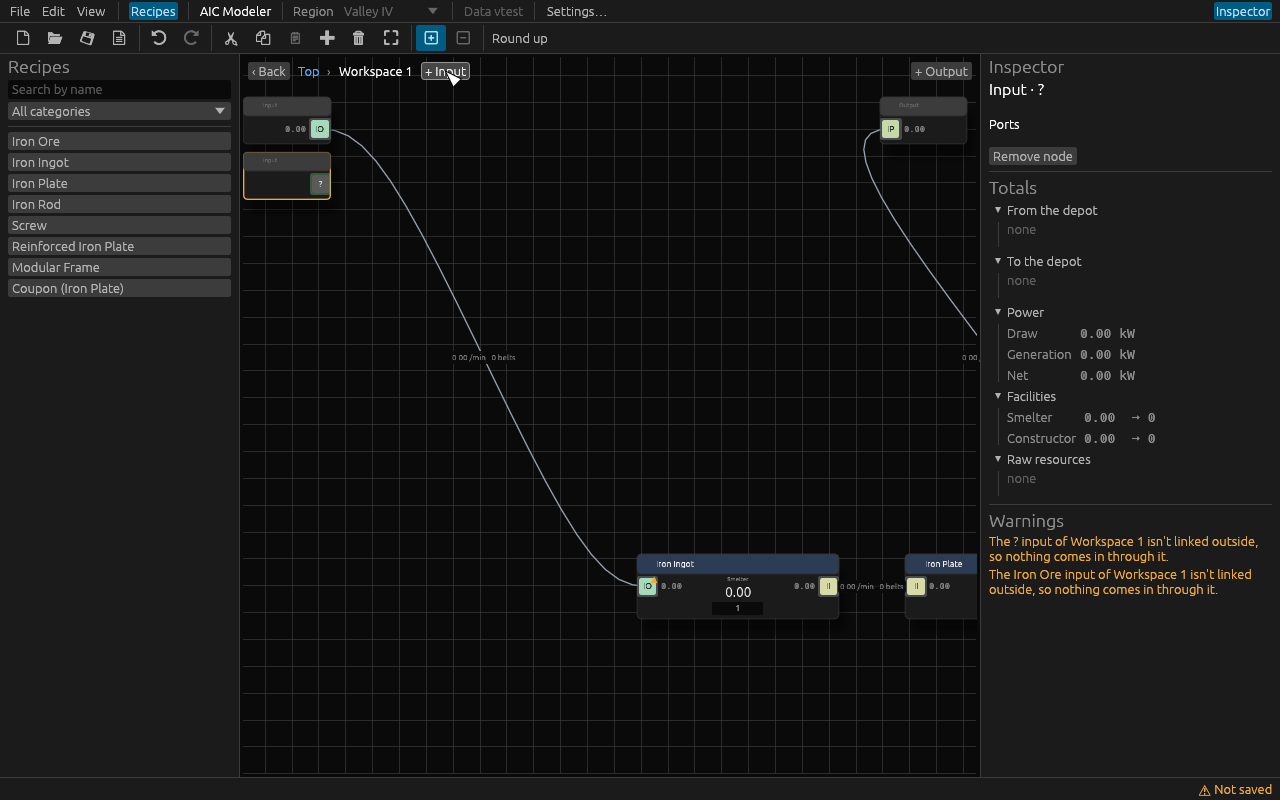 File Edit View Recipes AIC Modeler Region Valley IV Data vtest Settings... Inspector
Round up
Recipes
Search by name
All categories
Iron Ore
Iron Ingot
Iron Plate
Iron Rod
Screw
Reinforced Iron Plate
Modular Frame
Coupon (Iron Plate)
‹ Back Top › Workspace 1 + Input + Output
Input
0.00 IO
Input
?
Output
IP 0.00
0.00 /min 0 belts
0.00
Iron Ingot
IO 0.00 Smelter 0.00 0.00 II
1
0.00 /min 0 belts
Iron Plate
II 0.00
Inspector
Input · ?
Ports
Remove node
Totals
From the depot
none
To the depot
none
Power
Draw 0.00 kW
Generation 0.00 kW
Net 0.00 kW
Facilities
Smelter 0.00 → 0
Constructor 0.00 → 0
Raw resources
none
Warnings
The ? input of Workspace 1 isn't linked outside,
so nothing comes in through it.
The Iron Ore input of Workspace 1 isn't linked
outside, so nothing comes in through it.
⚠ Not saved